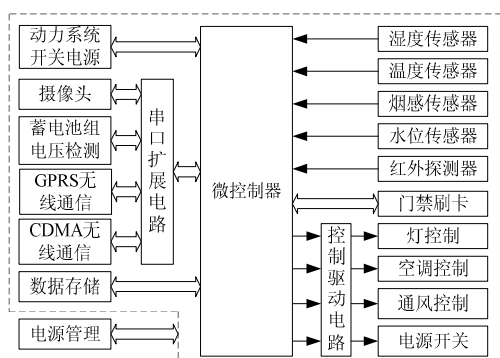 动力系统
开关电源
摄像头
蓄电池组
电压检测
GPRS无
线通信
CDMA无
线通信
数据存储
电源管理
串口扩展电路
微控制器
湿度传感器
温度传感器
烟感传感器
水位传感器
红外探测器
门禁刷卡
控制驱动电路
灯控制
空调控制
通风控制
电源开关